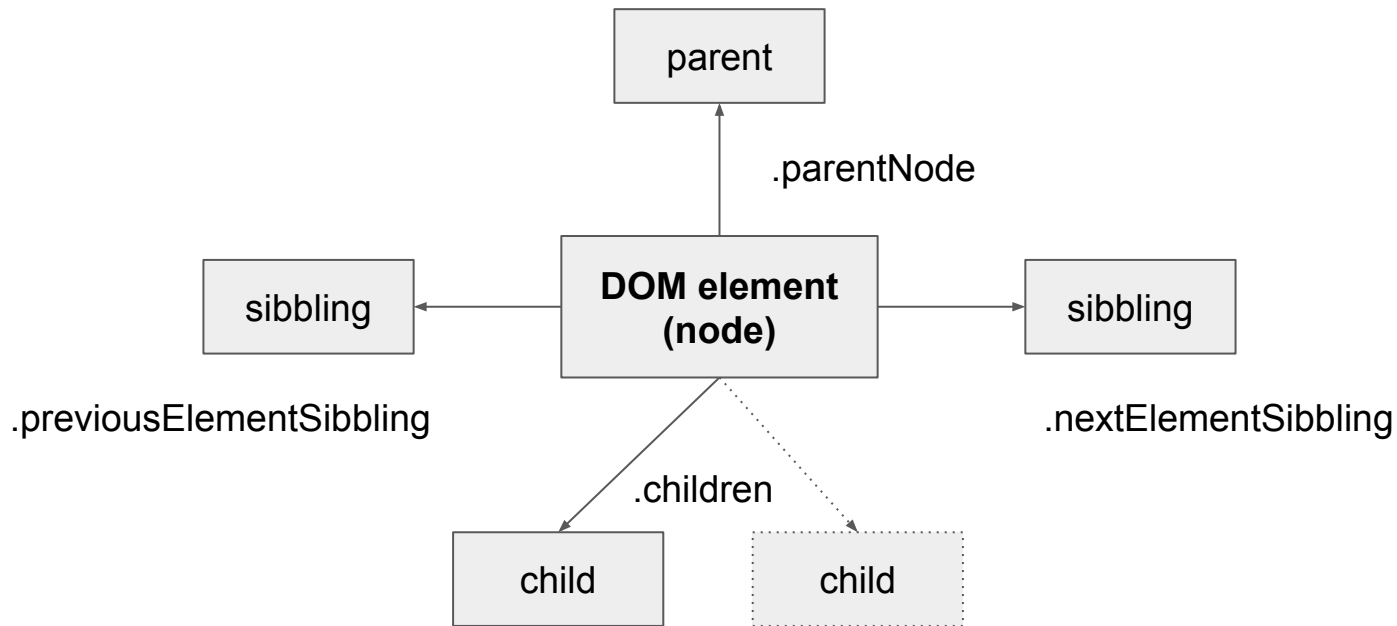 parent
.parentNode
DOM element
(node)
sibbling
sibbling
.previousElementSibbling
.nextElementSibbling
.children
child
child